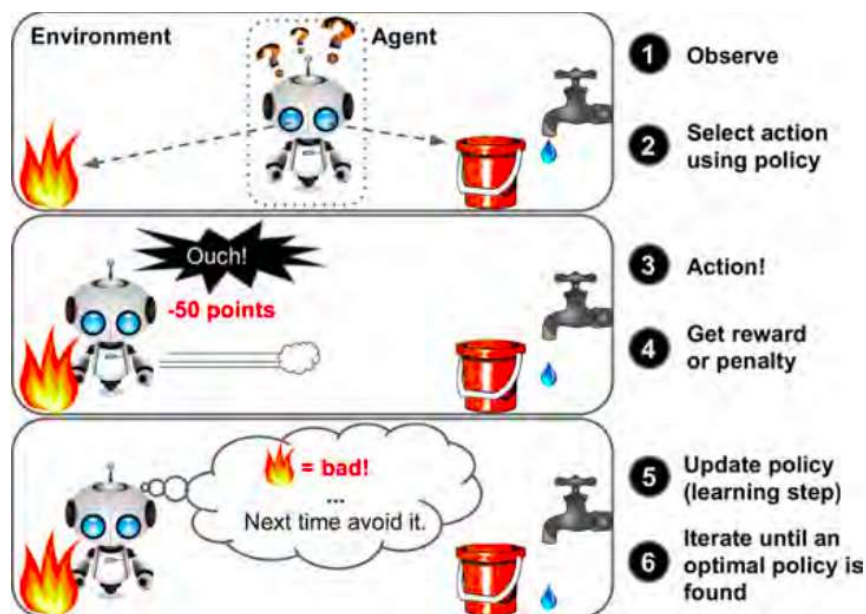 Environment
Agent
? ? ?
1 Observe
2 Select action
using policy
Ouch!
-50 points
3 Action!
4 Get reward
or penalty
= bad!
...
Next time avoid it.
5 Update policy
(learning step)
6 Iterate until an
optimal policy is
found